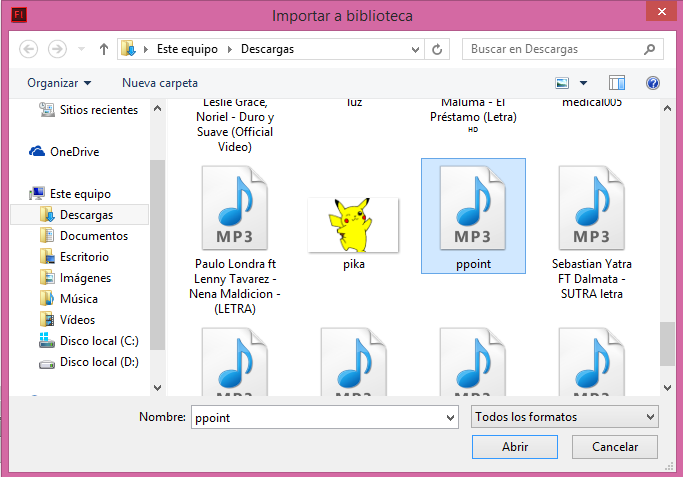 Fl
Importar a biblioteca
Este equipo
Descargas
Buscar en Descargas
Organizar
Nueva carpeta
Sitios recientes
OneDrive
Este equipo
Descargas
Documentos
Escritorio
Imágenes
Música
Vídeos
Disco local (C:)
Disco local (D:)
Leslie Grace,
Noriel - Duro y
Suave (Official
Video)
luz
Maluma - El
Préstamo (Letra)
ᴴᴰ
medical005
MP3
Paulo Londra ft
Lenny Tavarez -
Nena Maldicion -
(LETRA)
pika
MP3
ppoint
MP3
Sebastian Yatra
FT Dalmata -
SUTRA letra
Nombre:
ppoint
Todos los formatos
Abrir
Cancelar